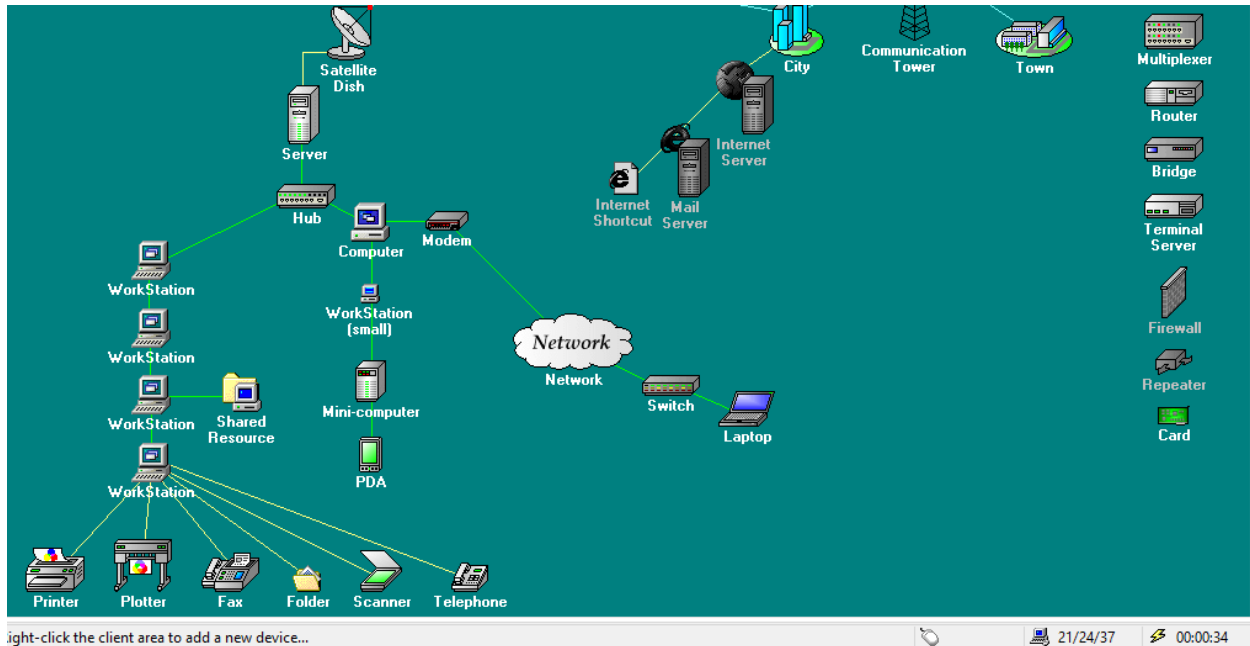 Satellite
Dish
City
Communication
Tower
Town
Multiplexer
Router
Server
Internet
Server
Bridge
Hub
Internet
Shortcut
Mail
Server
Computer
Modem
Terminal
Server
WorkStation
WorkStation
(small)
Network
Firewall
WorkStation
Network
Repeater
Mini-computer
Switch
WorkStation
Shared
Resource
Laptop
Card
PDA
WorkStation
Printer
Plotter
Fax
Folder
Scanner
Telephone
ight-click the client area to add a new device...
21/24/37
00:00:34